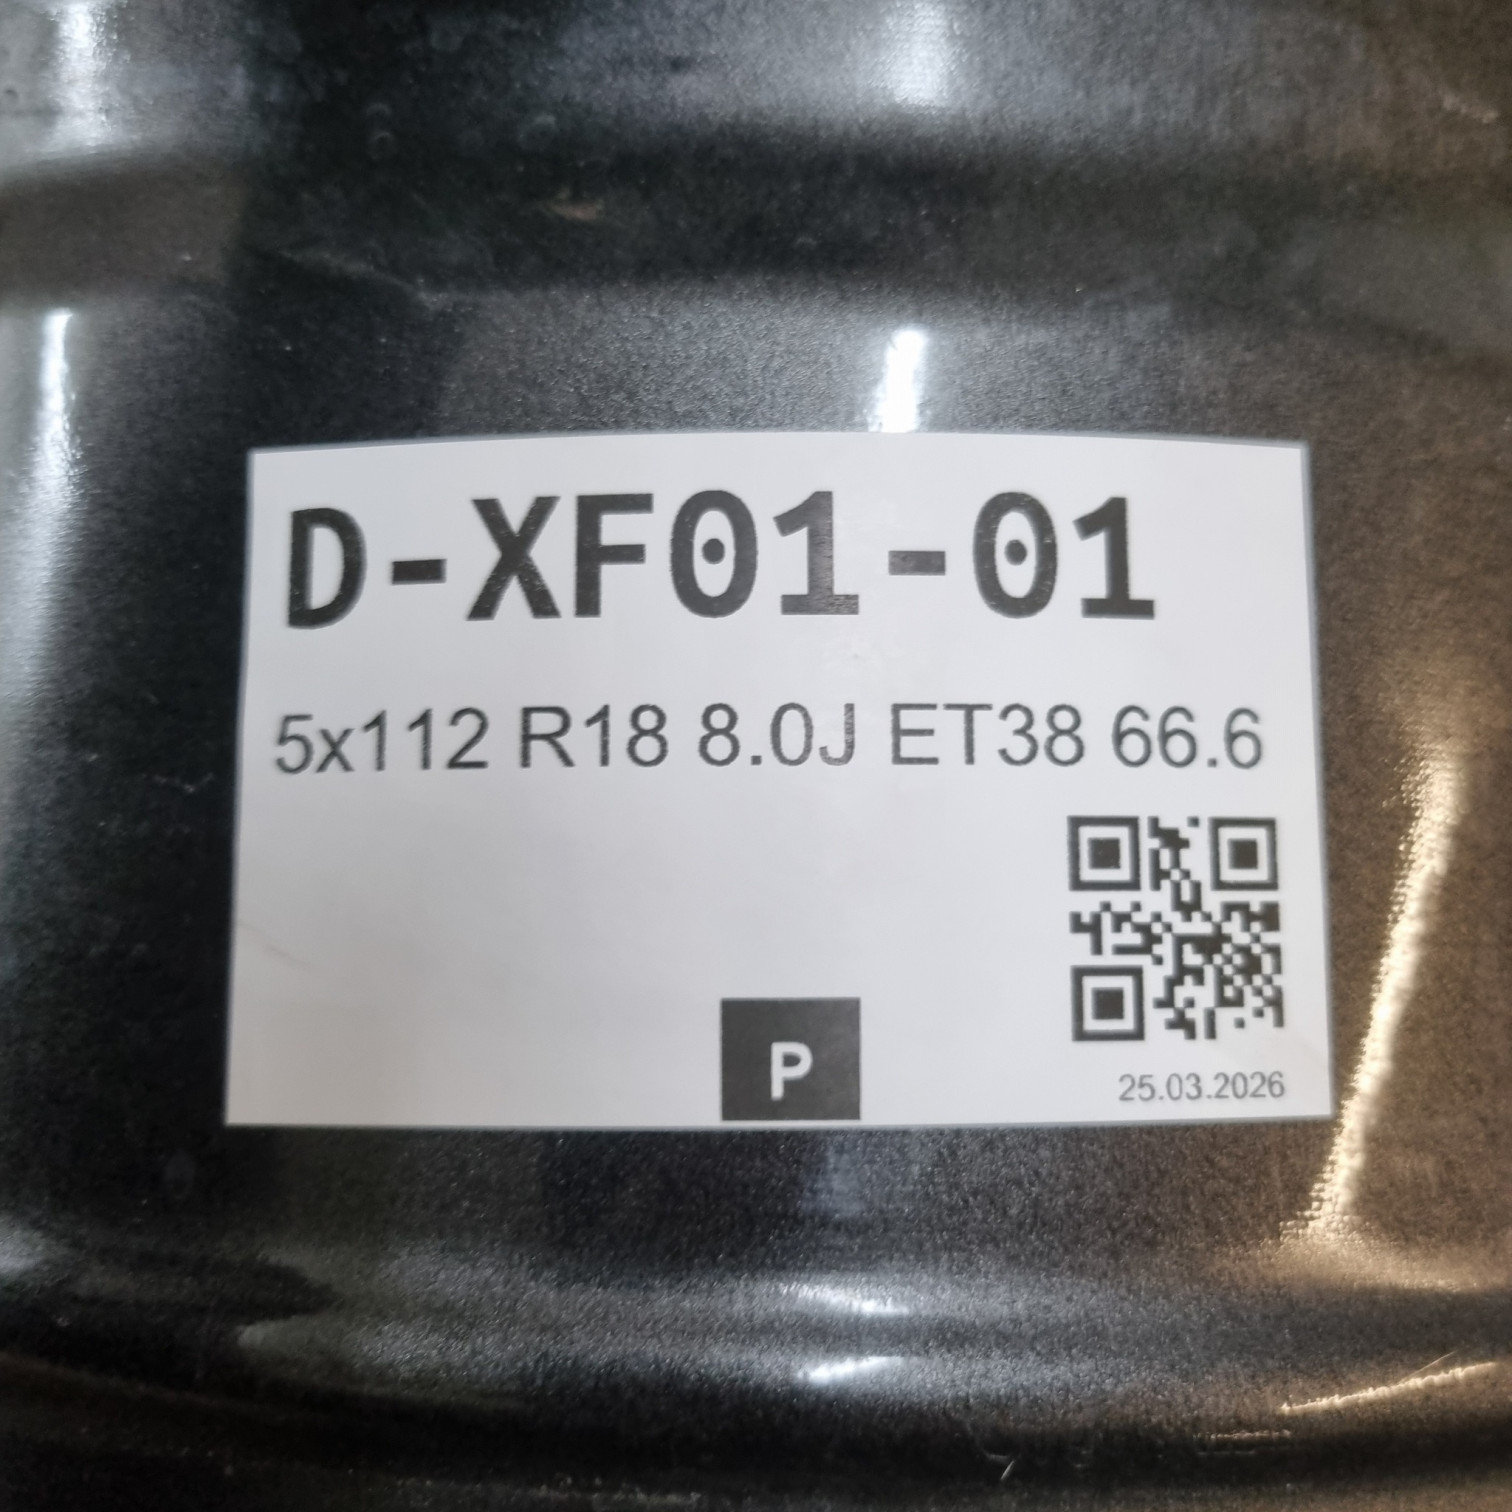 D-XF01-01
5x112 R18 8.0J ET38 66.6
P
25.03.2026